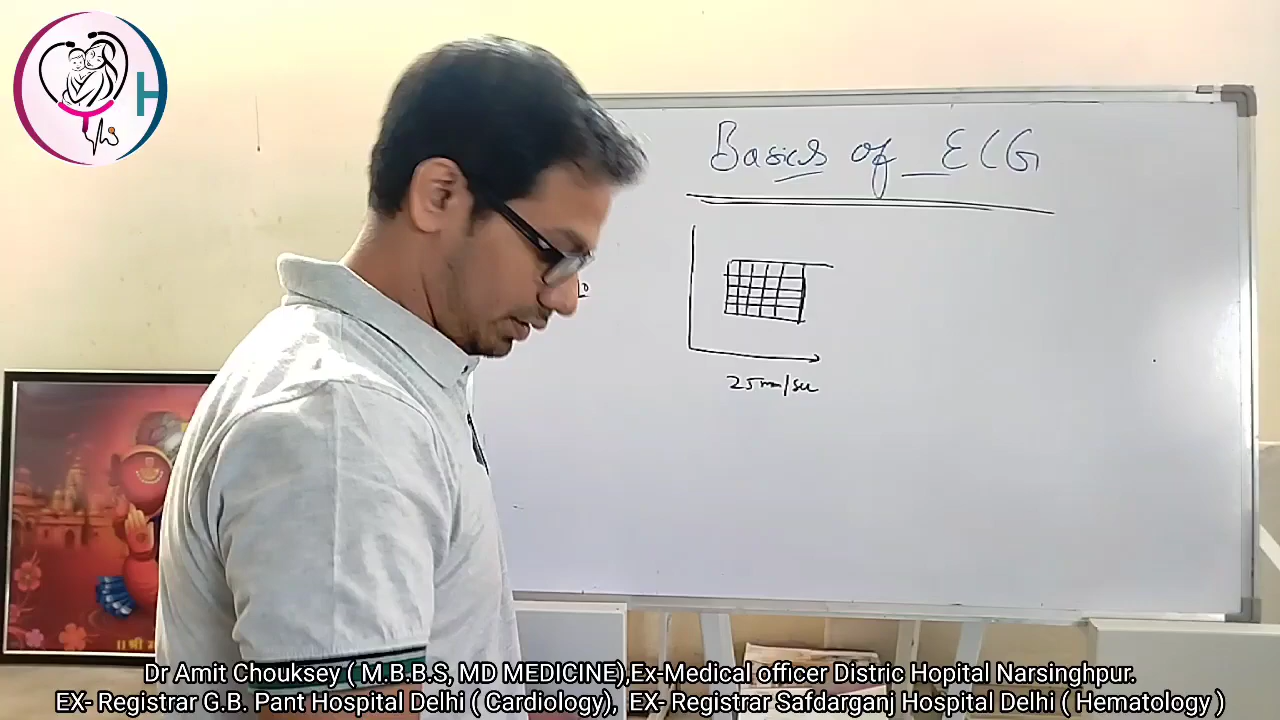 H
Basics of ECG
25mm/sec
Dr Amit Chouksey ( M.B.B.S, MD MEDICINE),Ex-Medical officer Distric Hopital Narsinghpur.
EX- Registrar G.B. Pant Hospital Delhi ( Cardiology), EX- Registrar Safdarganj Hospital Delhi ( Hematology )